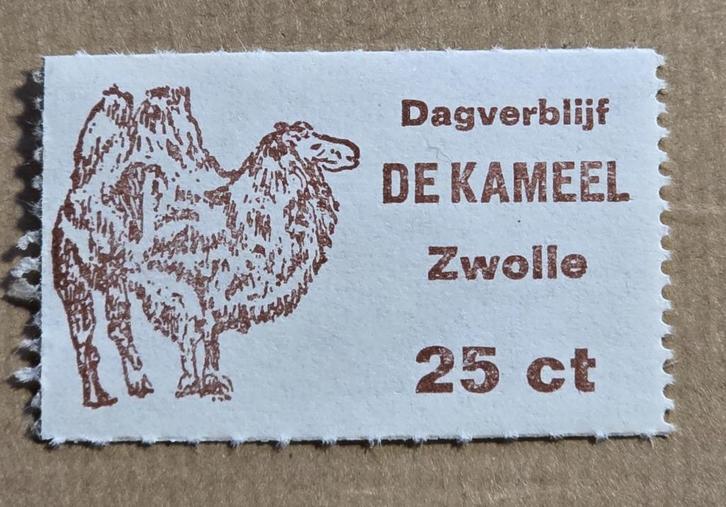 Dagverblijf
DE KAMEEL
Zwolle
25 ct